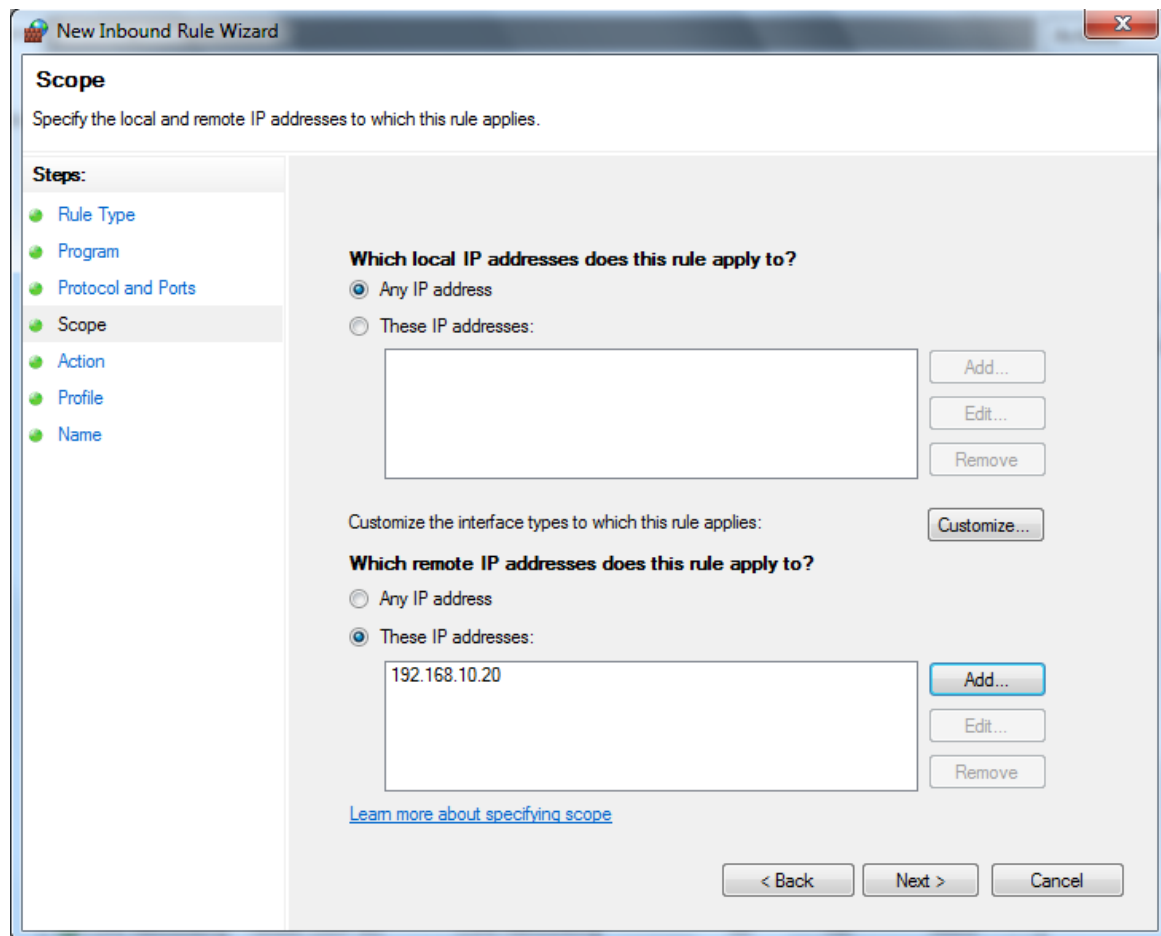 New Inbound Rule Wizard
X
Scope
Specify the local and remote IP addresses to which this rule applies.
Steps:
Rule Type
Program
Protocol and Ports
Scope
Action
Profile
Name
Which local IP addresses does this rule apply to?
Any IP address
These IP addresses:
Add...
Edit...
Remove
Customize the interface types to which this rule applies:
Customize...
Which remote IP addresses does this rule apply to?
Any IP address
These IP addresses:
192.168.10.20
Add...
Edit...
Remove
Learn more about specifying scope
< Back
Next >
Cancel